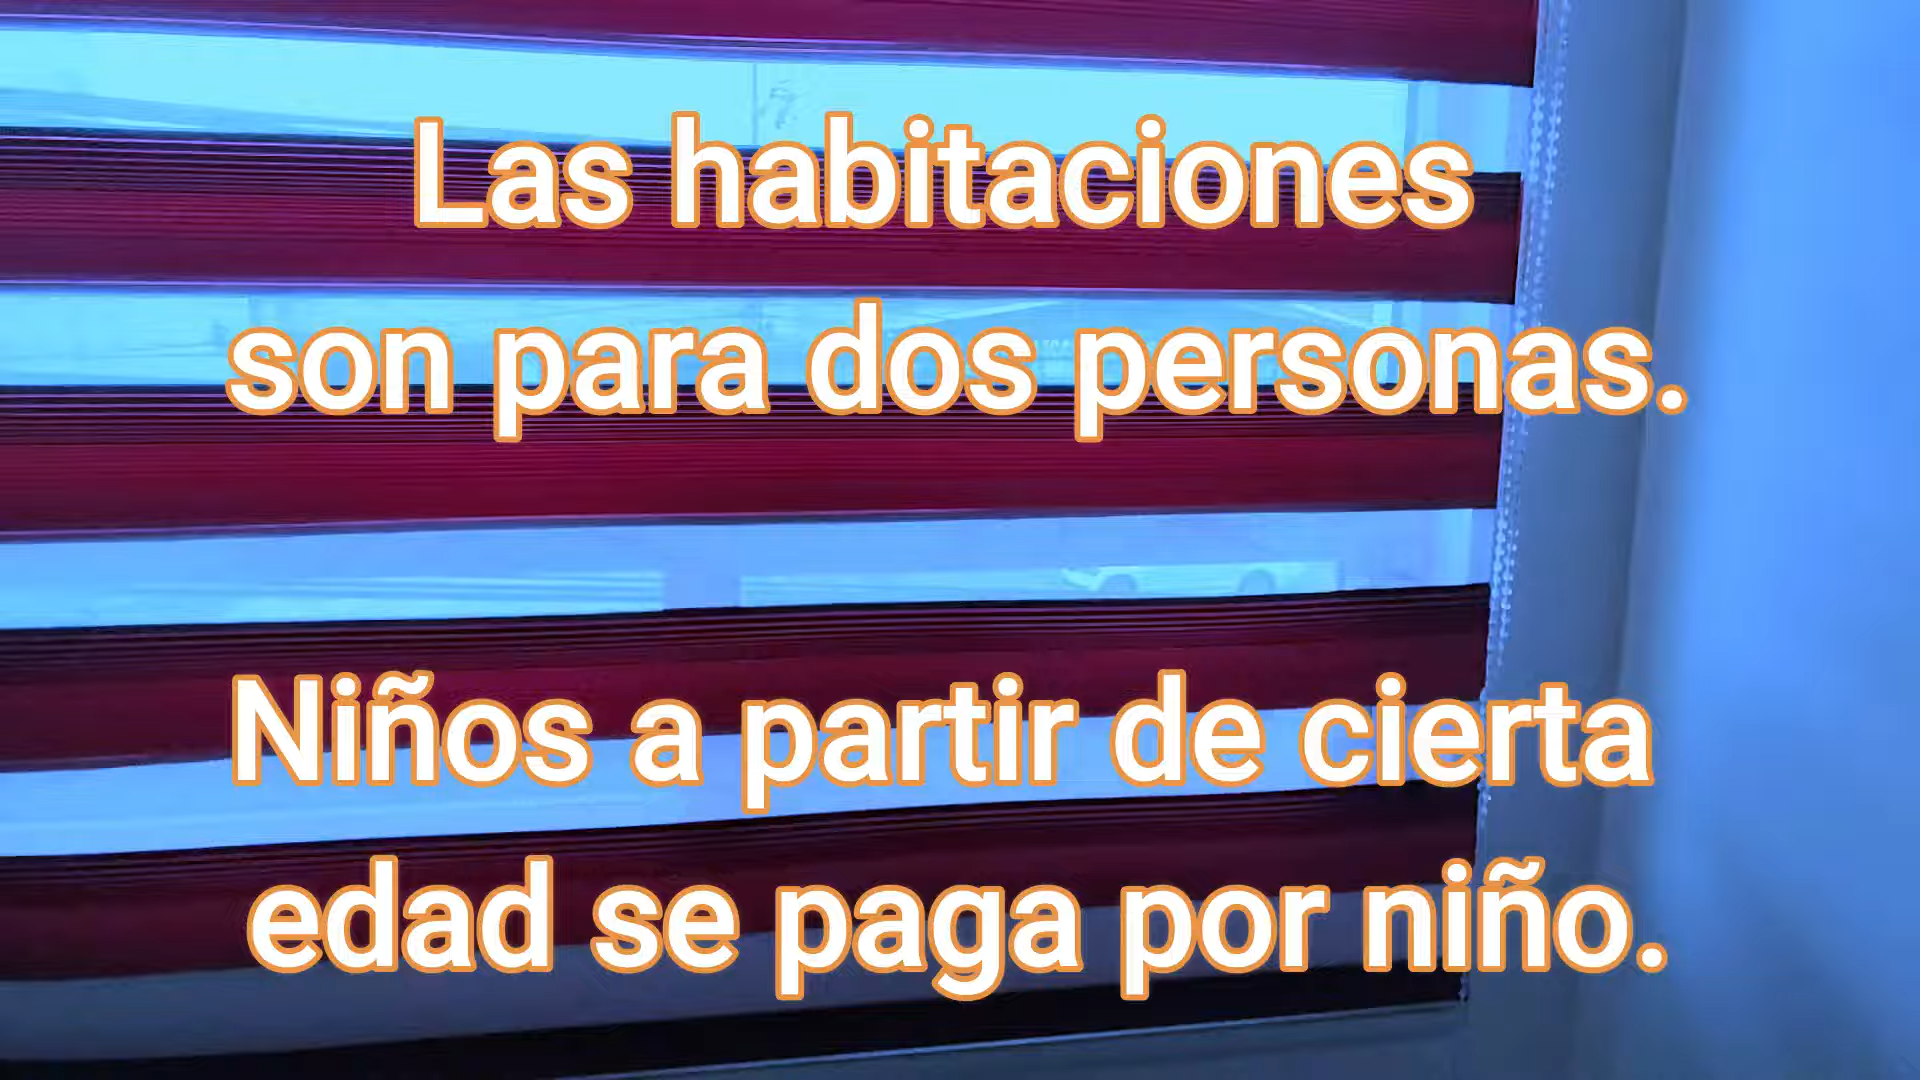 Las habitaciones
son para dos personas.
Niños a partir de cierta
edad se paga por niño.